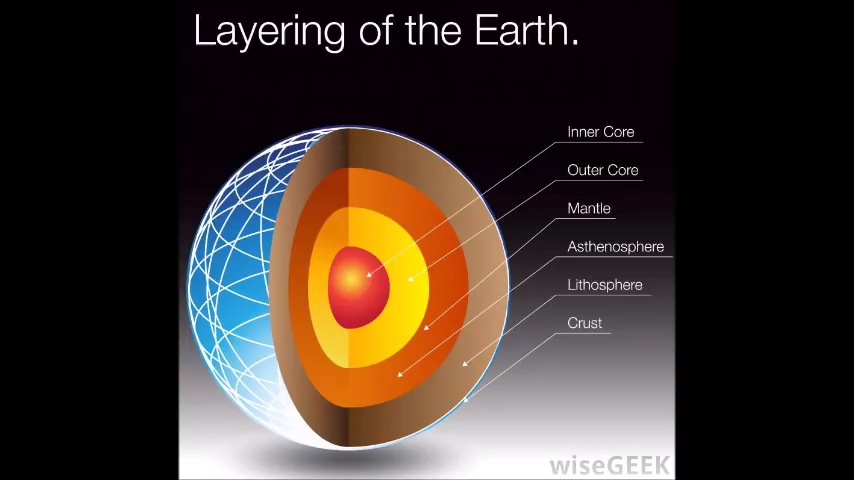 Layering of the Earth.
Inner Core
Outer Core
Mantle
Asthenosphere
Lithosphere
Crust
wiseGEEK